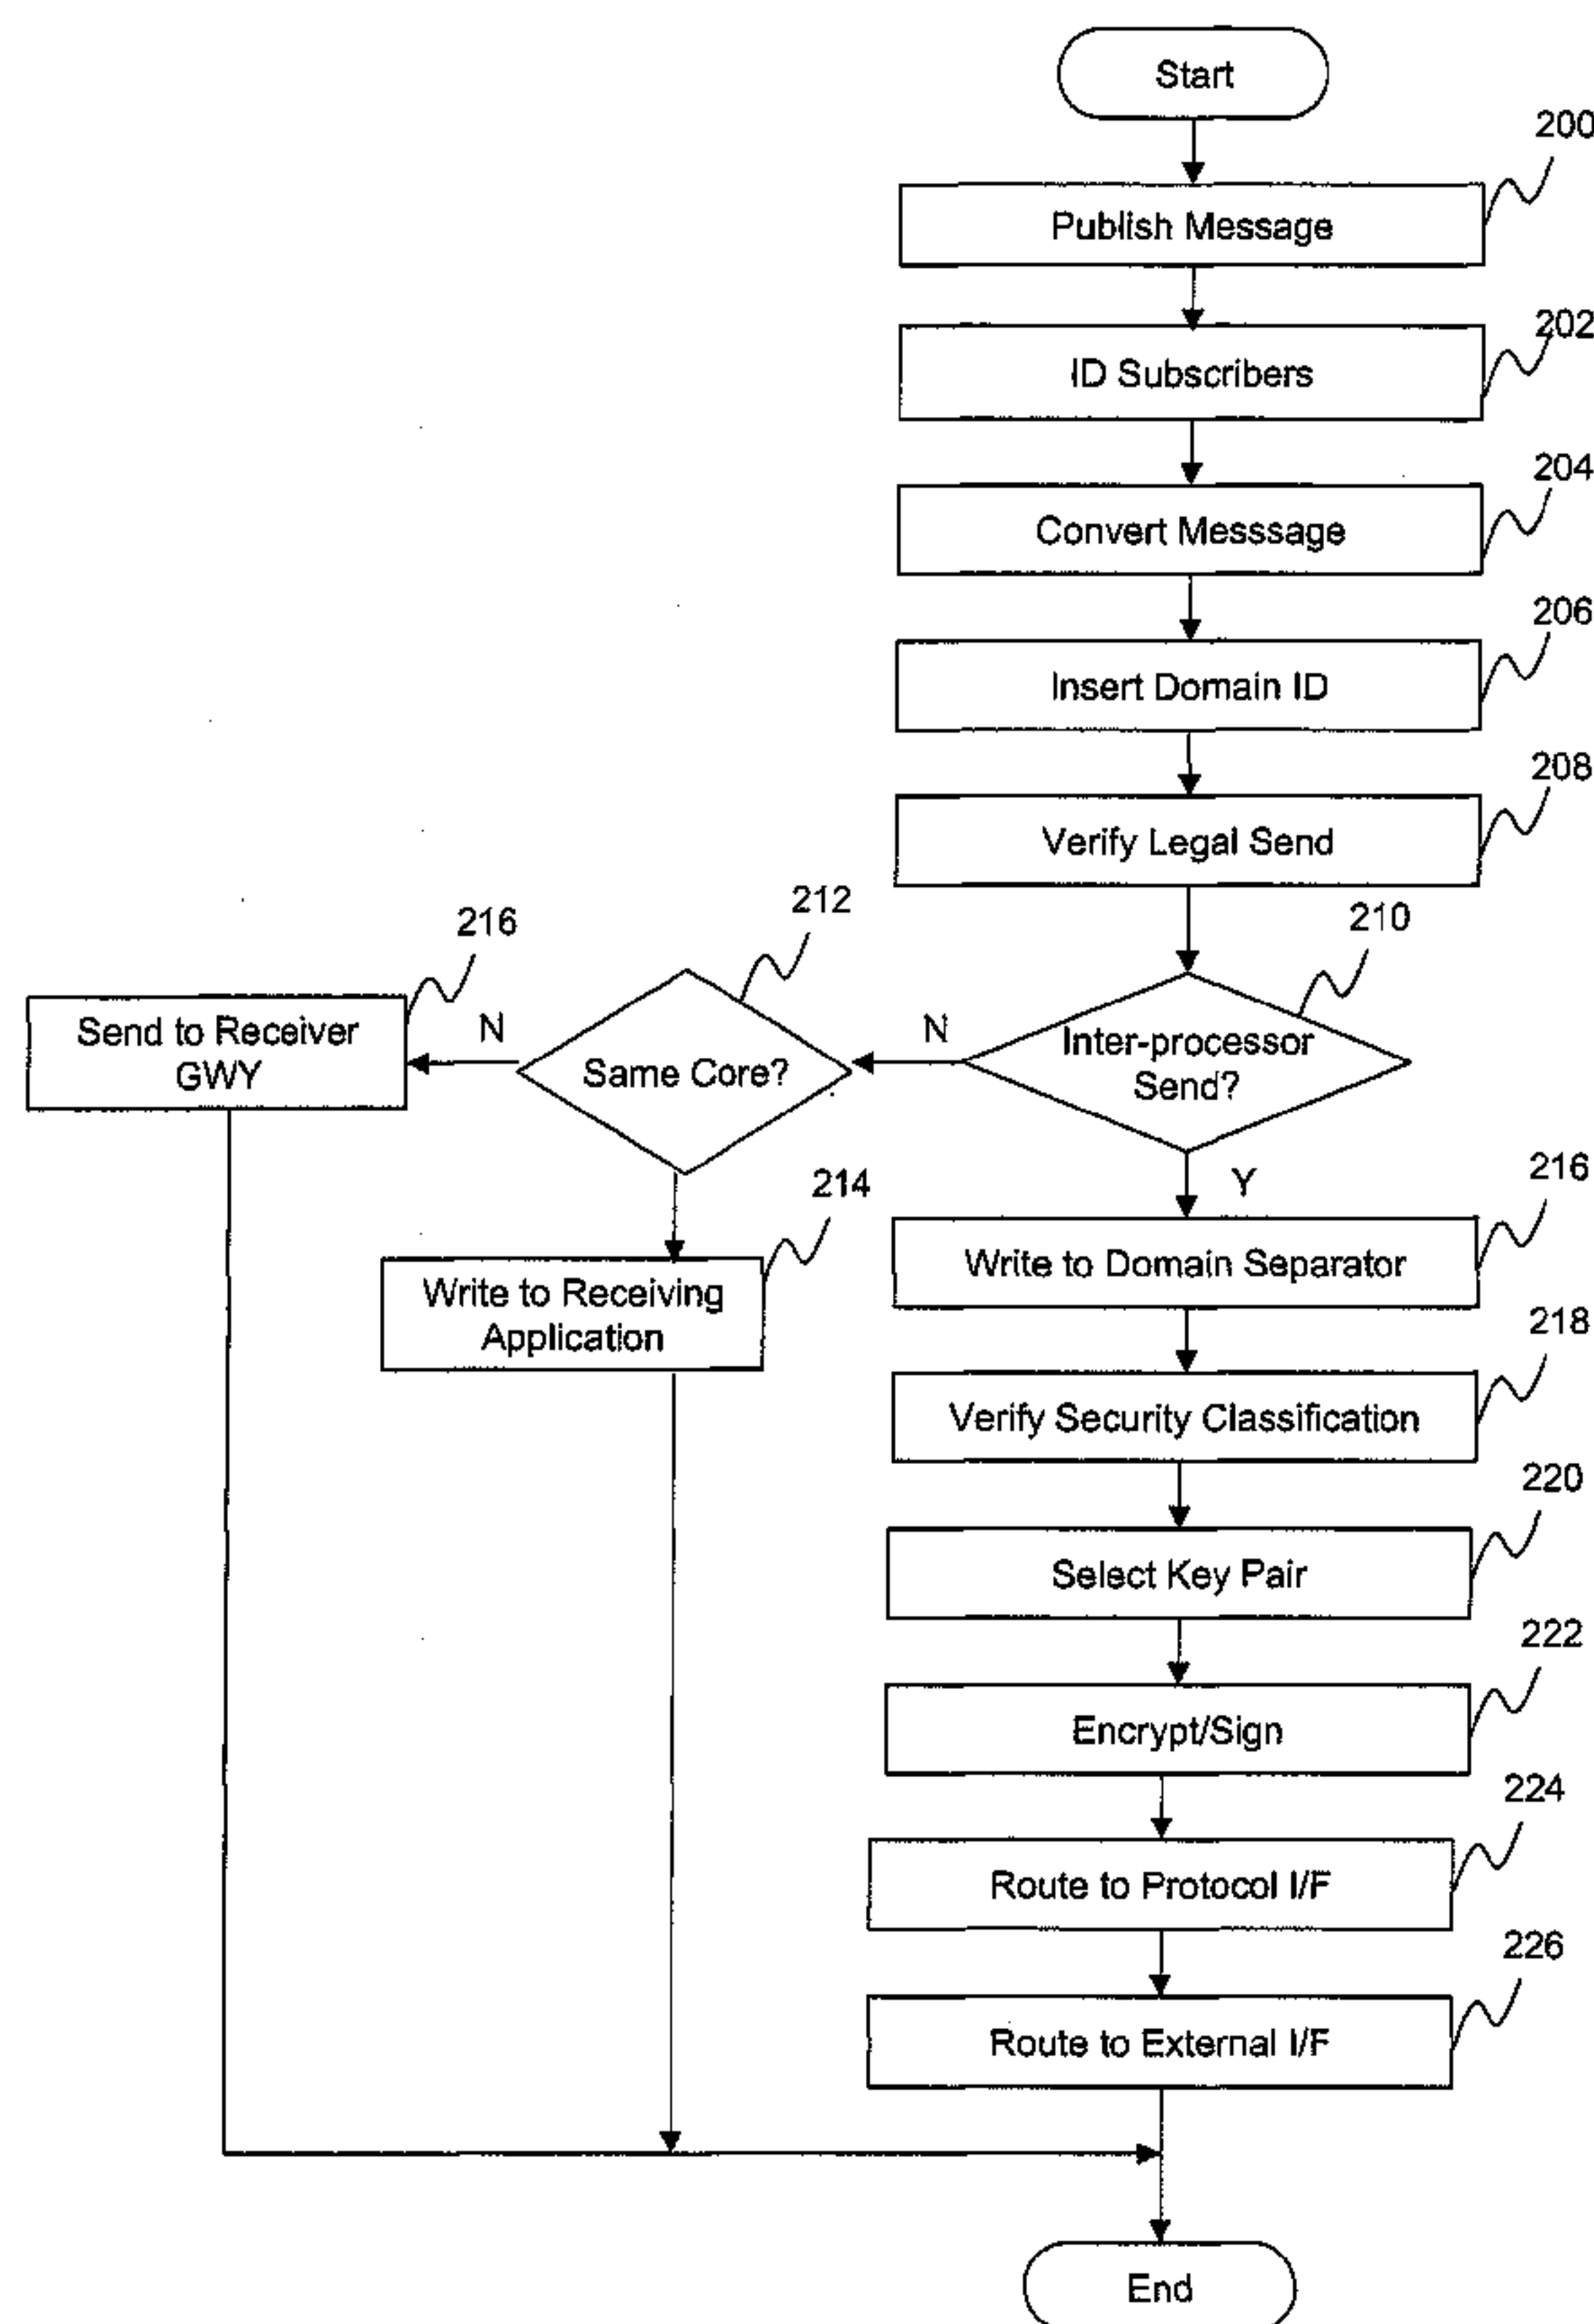 Start
200
Publish Message
202
ID Subscribers
204
Convert Messsage
206
Insert Domain ID
208
Verify Legal Send
210
Inter-processor
Send?
N
212
Same Core?
N
216
Send to Receiver
GWY
214
Write to Receiving
Application
Y
216
Write to Domain Separator
218
Verify Security Classification
220
Select Key Pair
222
Encrypt/Sign
224
Route to Protocol I/F
226
Route to External I/F
End